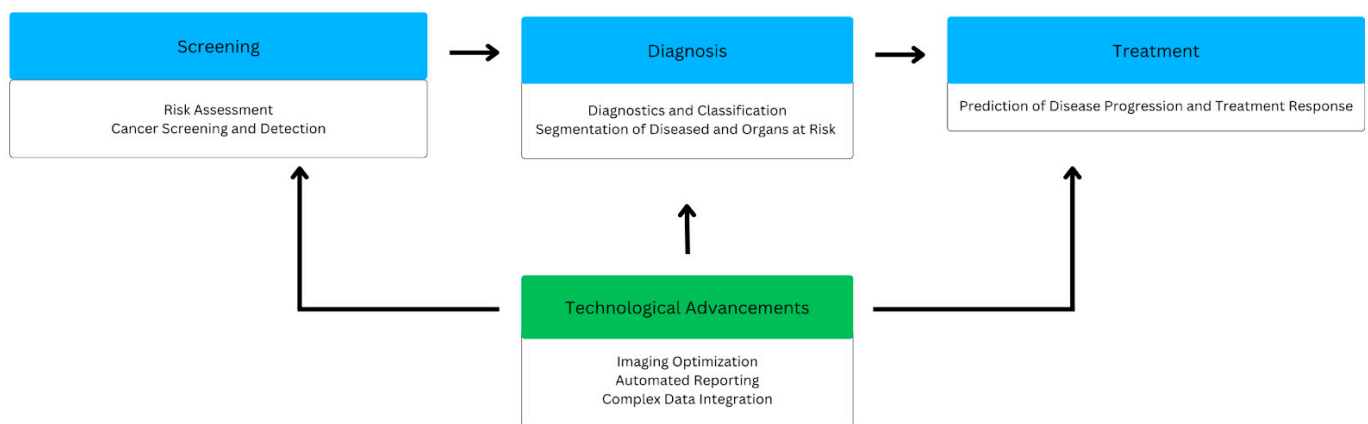 Screening
Risk Assessment
Cancer Screening and Detection
Diagnosis
Diagnostics and Classification
Segmentation of Diseased and Organs at Risk
Treatment
Prediction of Disease Progression and Treatment Response
Technological Advancements
Imaging Optimization
Automated Reporting
Complex Data Integration